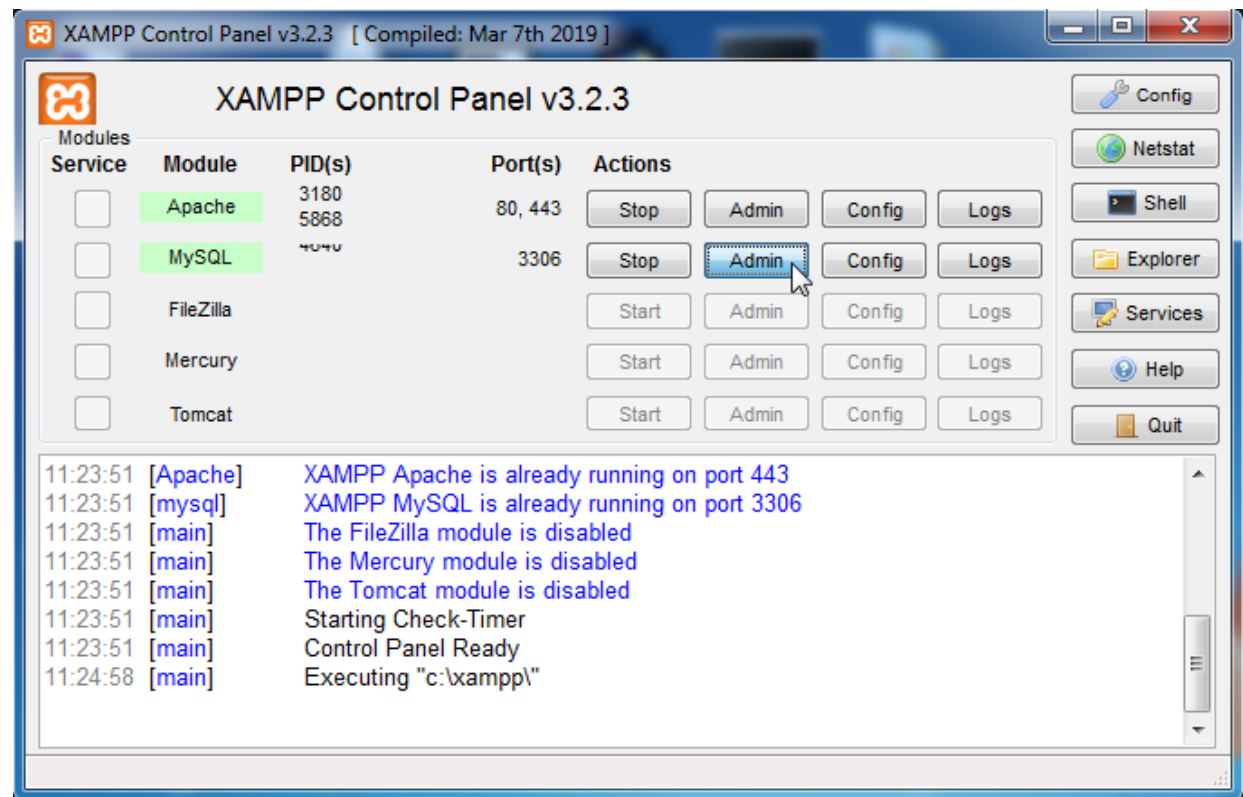 XAMPP Control Panel v3.2.3 [ Compiled: Mar 7th 2019 ]
XAMPP Control Panel v3.2.3
Config
Modules
Netstat
Service Module PID(s) Port(s) Actions
Apache 3180 5868 80, 443 Stop Admin Config Logs
Shell
MySQL 3306 Stop Admin Config Logs
Explorer
FileZilla Start Admin Config Logs
Services
Mercury Start Admin Config Logs
Help
Tomcat Start Admin Config Logs
Quit
11:23:51 [Apache] XAMPP Apache is already running on port 443
11:23:51 [mysql] XAMPP MySQL is already running on port 3306
11:23:51 [main] The FileZilla module is disabled
11:23:51 [main] The Mercury module is disabled
11:23:51 [main] The Tomcat module is disabled
11:23:51 [main] Starting Check-Timer
11:23:51 [main] Control Panel Ready
11:24:58 [main] Executing "c:\xampp\"